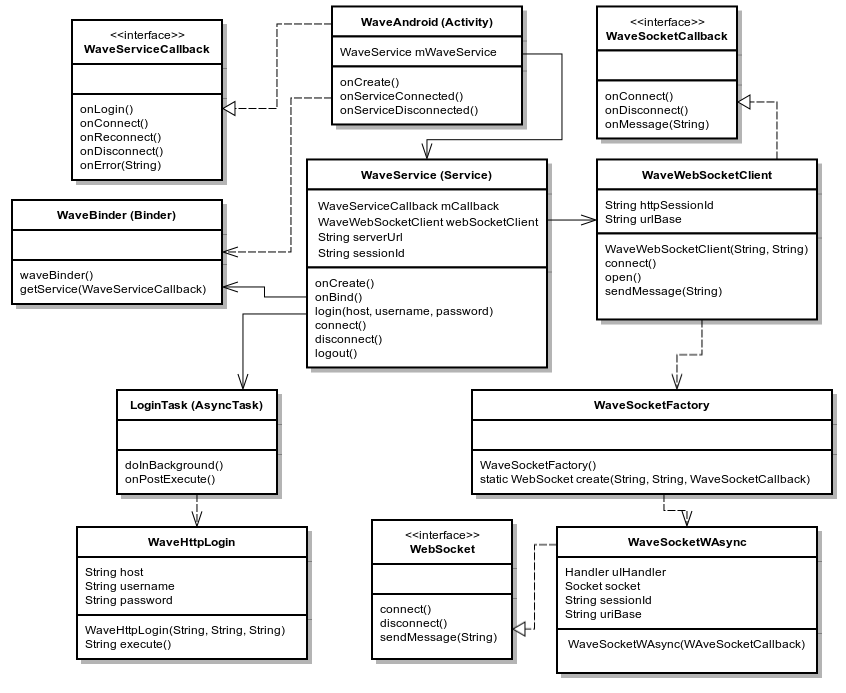 <<interface>>
WaveServiceCallback
onLogin()
onConnect()
onReconnect()
onDisconnect()
onError(String)
WaveAndroid (Activity)
WaveService mWaveService
onCreate()
onServiceConnected()
onServiceDisconnected()
<<interface>>
WaveSocketCallback
onConnect()
onDisconnect()
onMessage(String)
WaveBinder (Binder)
waveBinder()
getService(WaveServiceCallback)
WaveService (Service)
WaveServiceCallback mCallback
WaveWebSocketClient webSocketClient
String serverUrl
String sessionId
onCreate()
onBind()
login(host, username, password)
connect()
disconnect()
logout()
WaveWebSocketClient
String httpSessionId
String urlBase
WaveWebSocketClient(String, String)
connect()
open()
sendMessage(String)
LoginTask (AsyncTask)
doInBackground()
onPostExecute()
WaveSocketFactory
WaveSocketFactory()
static WebSocket create(String, String, WaveSocketCallback)
WaveHttpLogin
String host
String username
String password
WaveHttpLogin(String, String, String)
String execute()
<<interface>>
WebSocket
connect()
disconnect()
sendMessage(String)
WaveSocketWAsync
Handler uIHandler
Socket socket
String sessionId
String uriBase
WaveSocketWAsync(WAveSocketCallback)